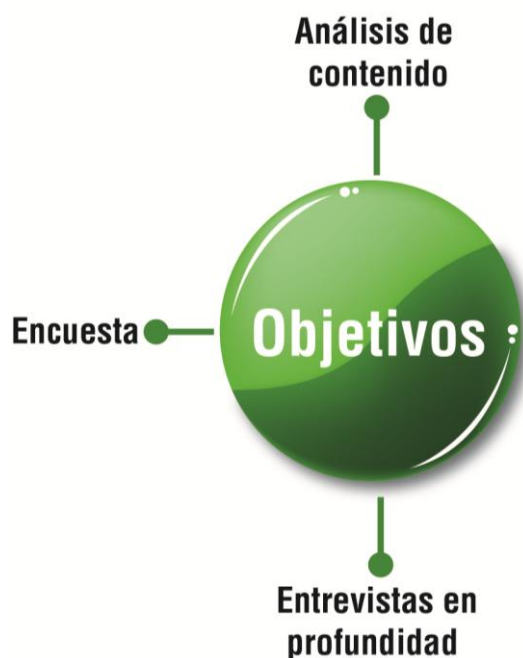 Análisis de
contenido
Encuesta
Objetivos
Entrevistas en
profundidad